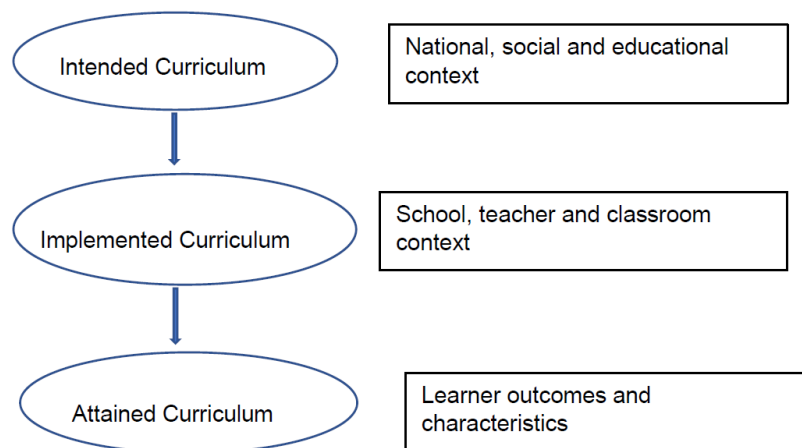 Intended Curriculum
National, social and educational
context
Implemented Curriculum
School, teacher and classroom
context
Attained Curriculum
Learner outcomes and
characteristics